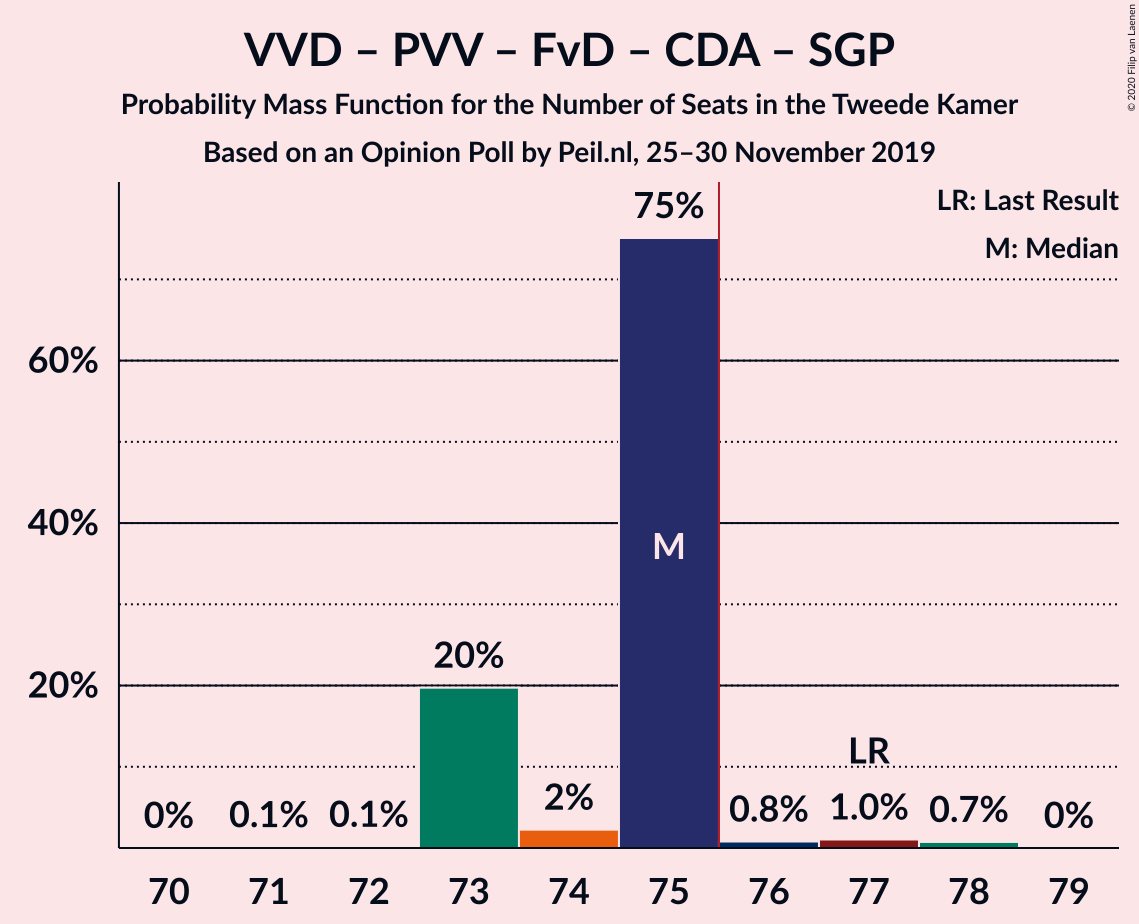 VVD – PVV – FvD – CDA – SGP
Probability Mass Function for the Number of Seats in the Tweede Kamer
Based on an Opinion Poll by Peil.nl, 25–30 November 2019
© 2020 Filip van Laenen
LR: Last Result
M: Median
75%
60%
40%
M
20%
20%
LR
0%
0.1%
0.1%
2%
0.8%
1.0%
0.7%
0%
70 71 72 73 74 75 76 77 78 79